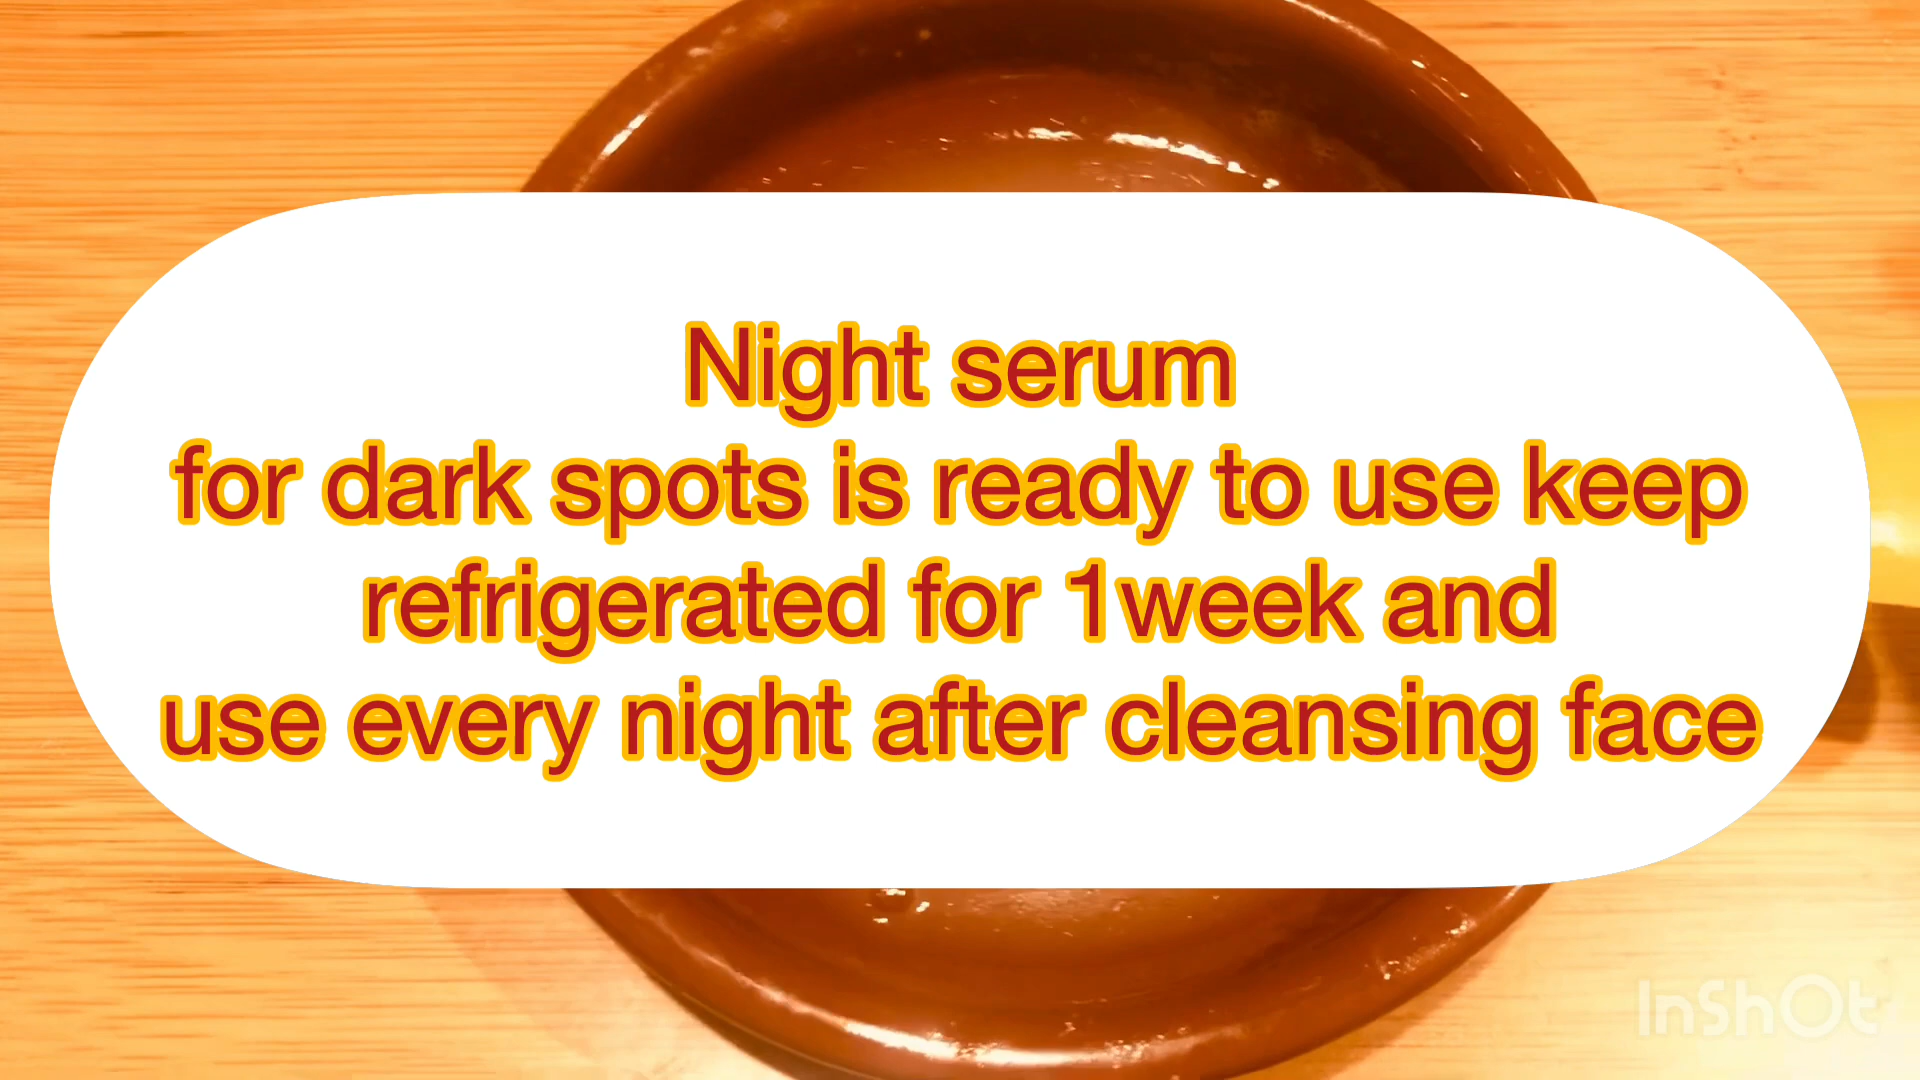 Night serum
for dark spots is ready to use keep
refrigerated for 1week and
use every night after cleansing face
InShOt